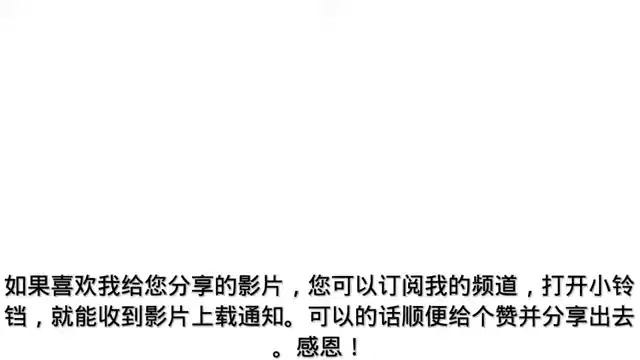 如果喜欢我给您分享的影片，您可以订阅我的频道，打开小铃
铛，就能收到影片上载通知。可以的话顺便给个赞并分享出去
。感恩！